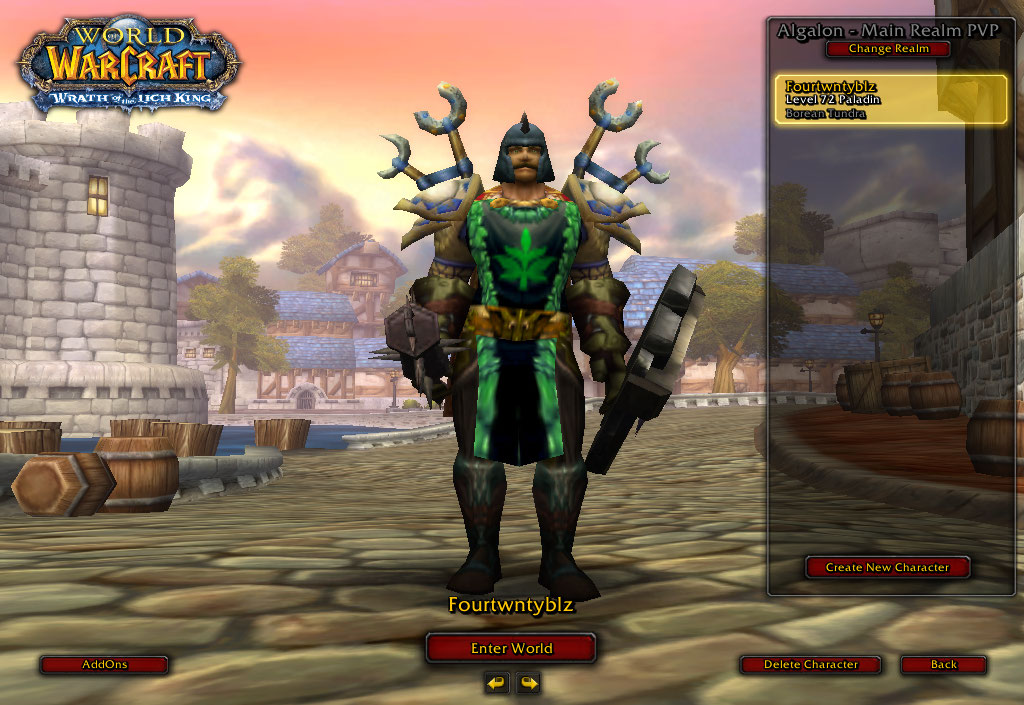 WORLD
OF
WARCRAFT
WRATH of the LICH KING
Algalon - Main Realm PVP
Change Realm
Fourtwntyblz
Level 72 Paladin
Borean Tundra
Create New Character
Fourtwntyblz
Enter World
AddOns
Delete Character
Back